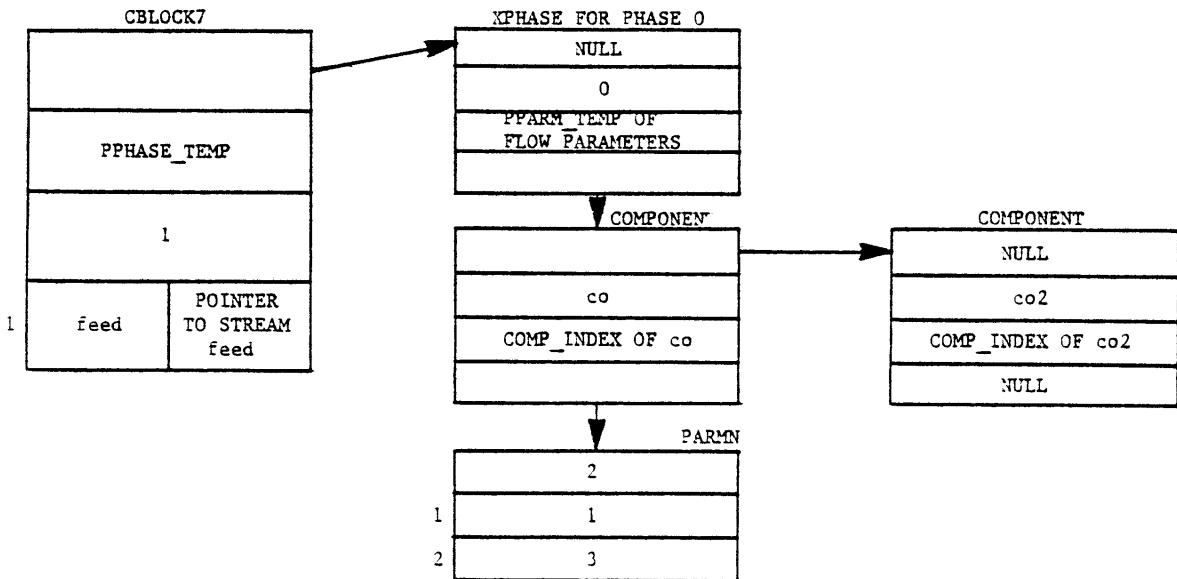 CBLOCK7
PPHASE_TEMP
1
1
feed
POINTER
TO STREAM
feed
XPHASE FOR PHASE 0
NULL
0
PPARM_TEMP OF
FLOW PARAMETERS
COMPONENT
co
COMP_INDEX OF co
COMPONENT
NULL
co2
COMP_INDEX OF co2
NULL
PARMN
2
1
1
2
3